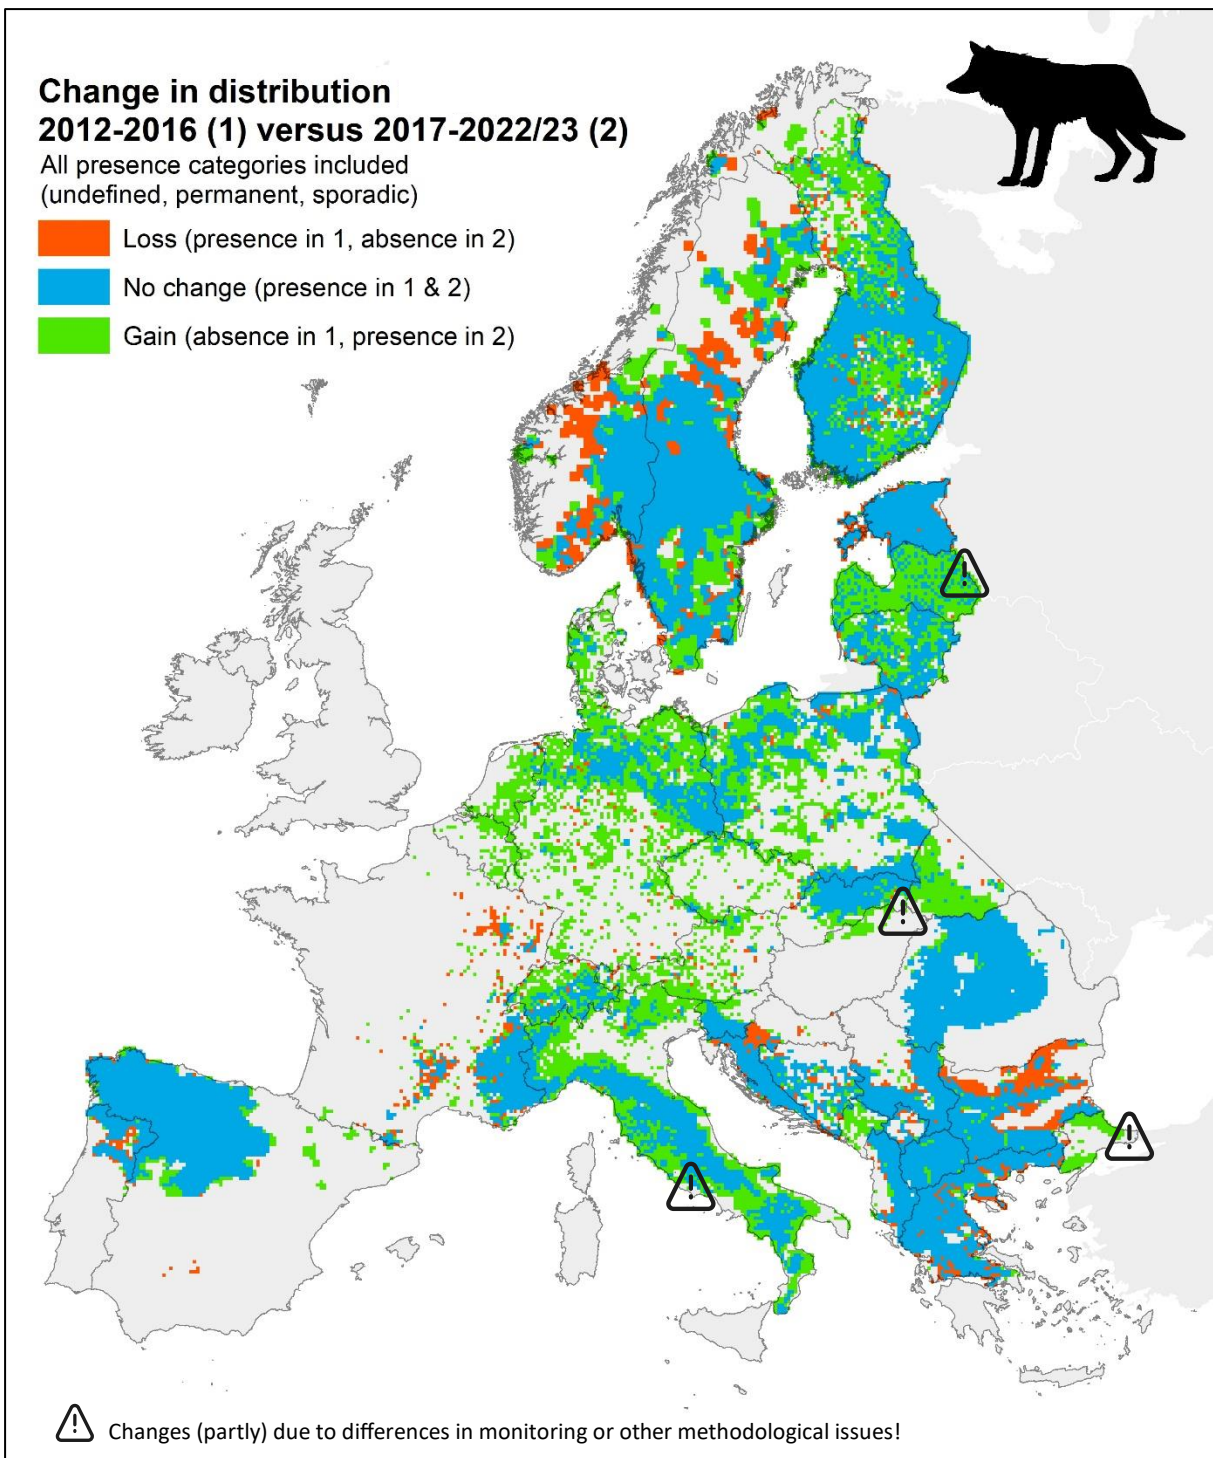 Change in distribution
2012-2016 (1) versus 2017-2022/23 (2)
All presence categories included
(undefined, permanent, sporadic)
Loss (presence in 1, absence in 2)
No change (presence in 1 & 2)
Gain (absence in 1, presence in 2)
Changes (partly) due to differences in monitoring or other methodological issues!